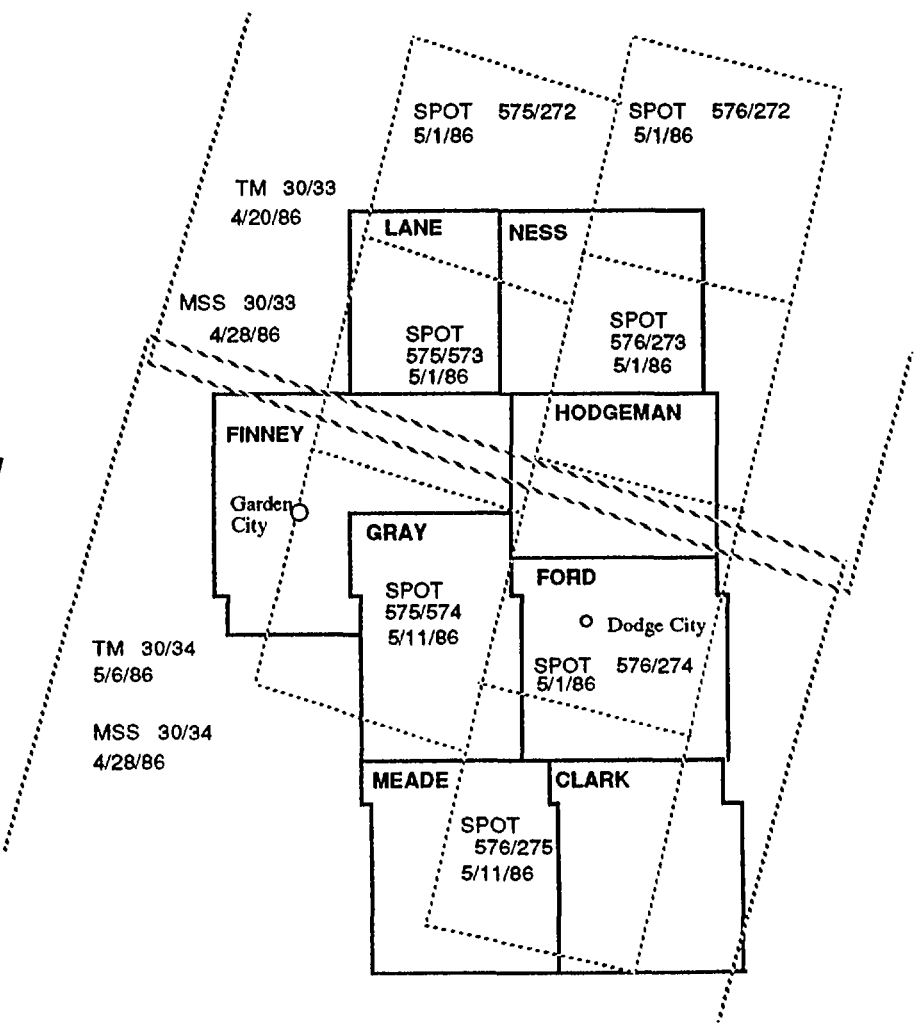 SPOT 575/272
5/1/86
SPOT 576/272
5/1/86
TM 30/33
4/20/86
LANE
NESS
MSS 30/33
4/28/86
SPOT
575/573
5/1/86
SPOT
576/273
5/1/86
HODGEMAN
FINNEY
Garden
City
GRAY
FORD
SPOT
575/574
5/11/86
Dodge City
SPOT 576/274
5/1/86
TM 30/34
5/6/86
MSS 30/34
4/28/86
MEADE
CLARK
SPOT
576/275
5/11/86